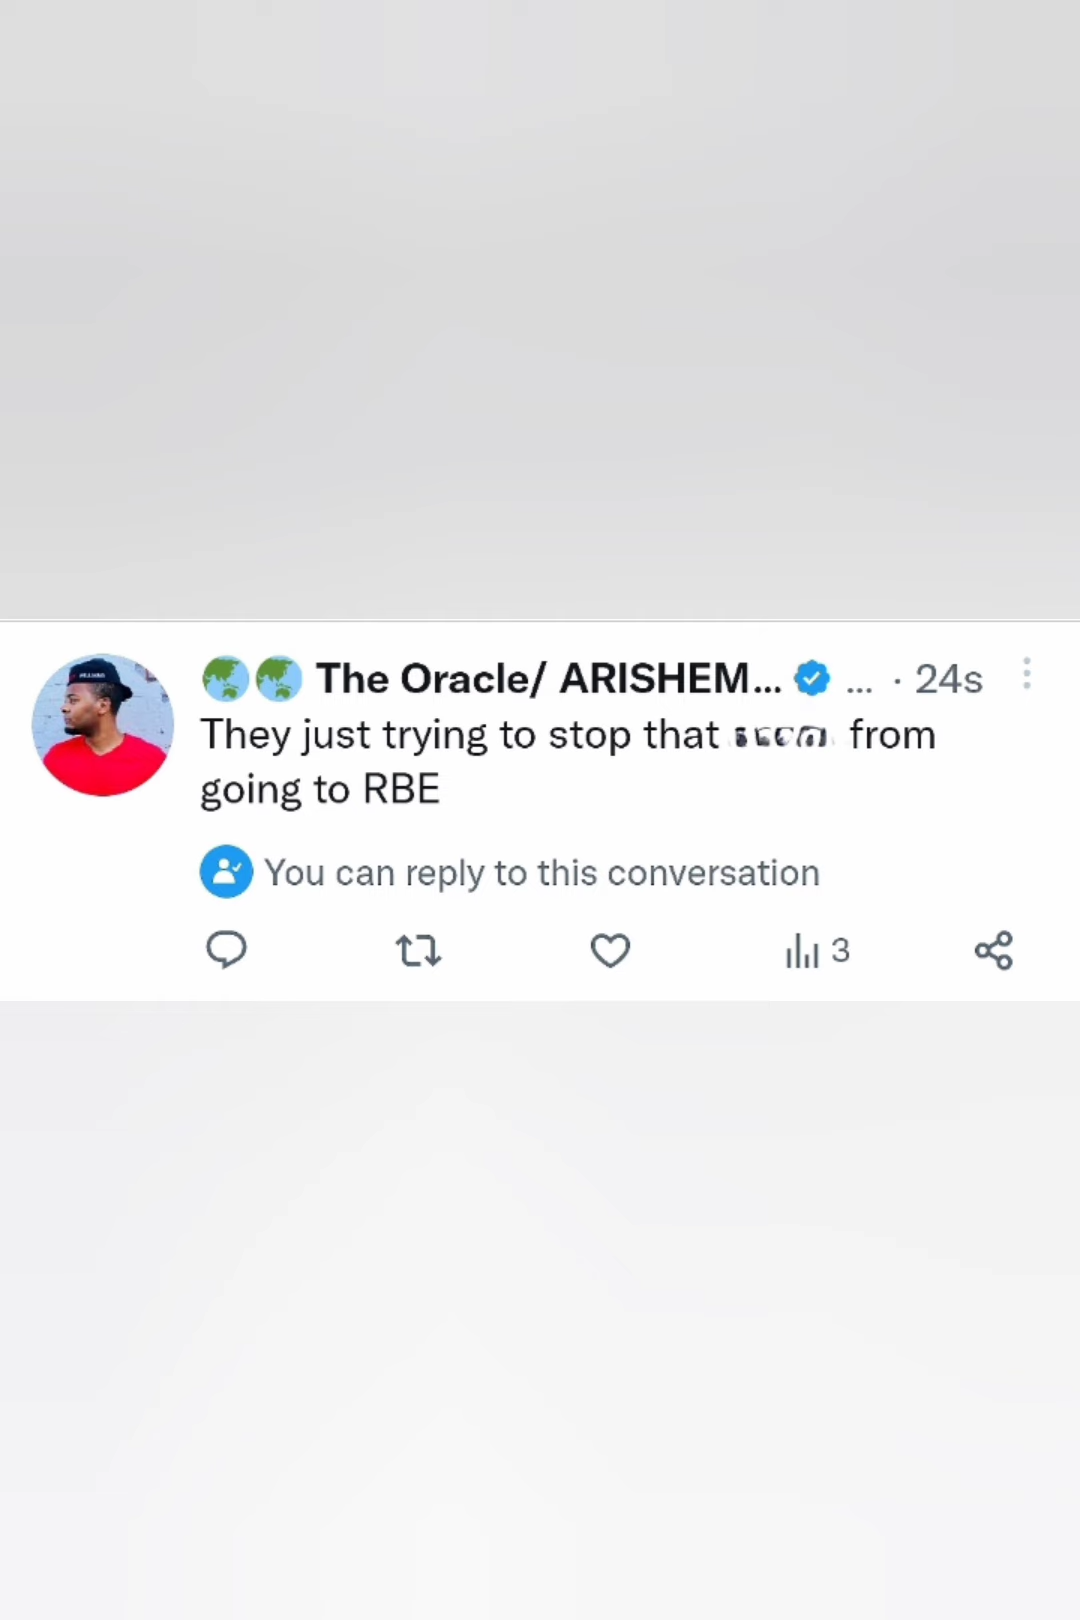 The Oracle/ ARISHEM... ... · 24s
They just trying to stop that from
going to RBE
You can reply to this conversation
3